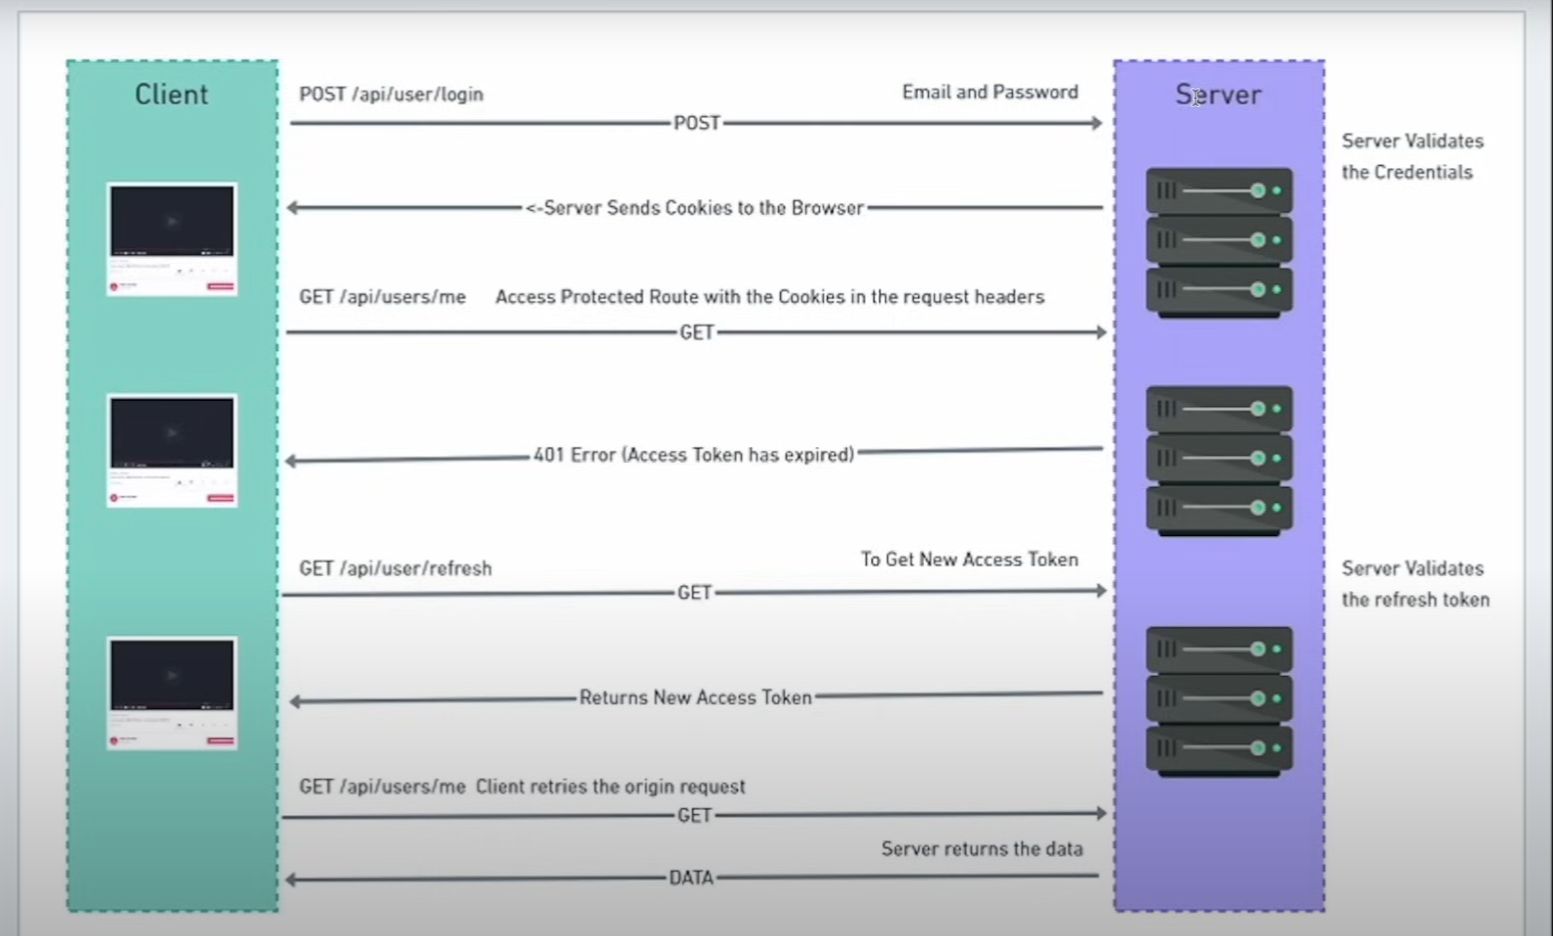 Client
Server
POST /api/user/login
Email and Password
POST
Server Validates
the Credentials
<-Server Sends Cookies to the Browser
GET /api/users/me
Access Protected Route with the Cookies in the request headers
GET
401 Error (Access Token has expired)
GET /api/user/refresh
To Get New Access Token
GET
Server Validates
the refresh token
Returns New Access Token
GET /api/users/me Client retries the origin request
GET
Server returns the data
DATA